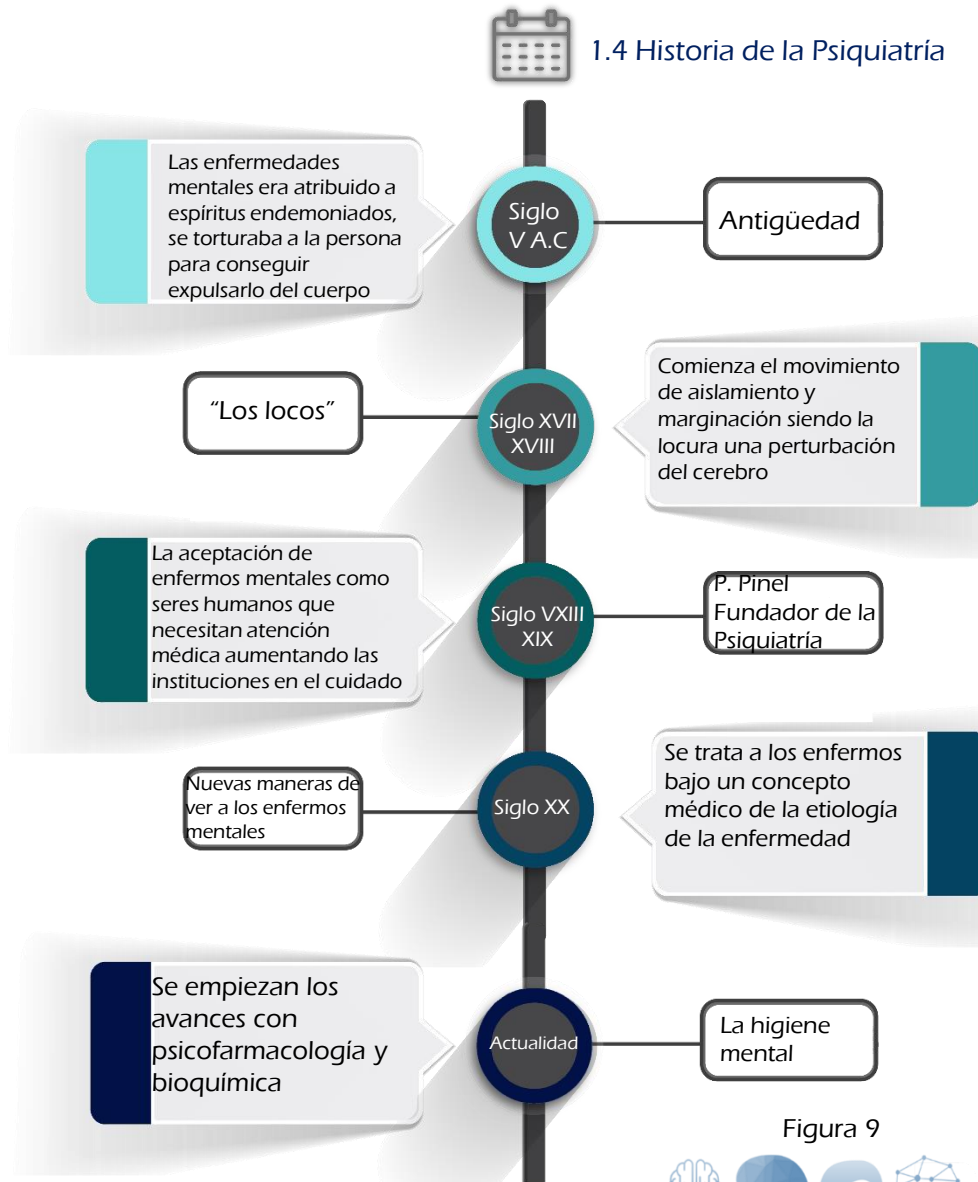 1.4 Historia de la Psiquiatría
Las enfermedades
mentales era atribuido a
espíritus endemoniados,
se torturaba a la persona
para conseguir
expulsarlo del cuerpo
Siglo
V A.C
Antigüedad
"Los locos"
Siglo XVII
XVIII
Comienza el movimiento
de aislamiento y
marginación siendo la
locura una perturbación
del cerebro
La aceptación de
enfermos mentales como
seres humanos que
necesitan atención
médica aumentando las
instituciones en el cuidado
Siglo VXIII
XIX
P. Pinel
Fundador de la
Psiquiatría
Nuevas maneras de
ver a los enfermos
mentales
Siglo XX
Se trata a los enfermos
bajo un concepto
médico de la etiología
de la enfermedad
Se empiezan los
avances con
psicofarmacología y
bioquímica
Actualidad
La higiene
mental
Figura 9